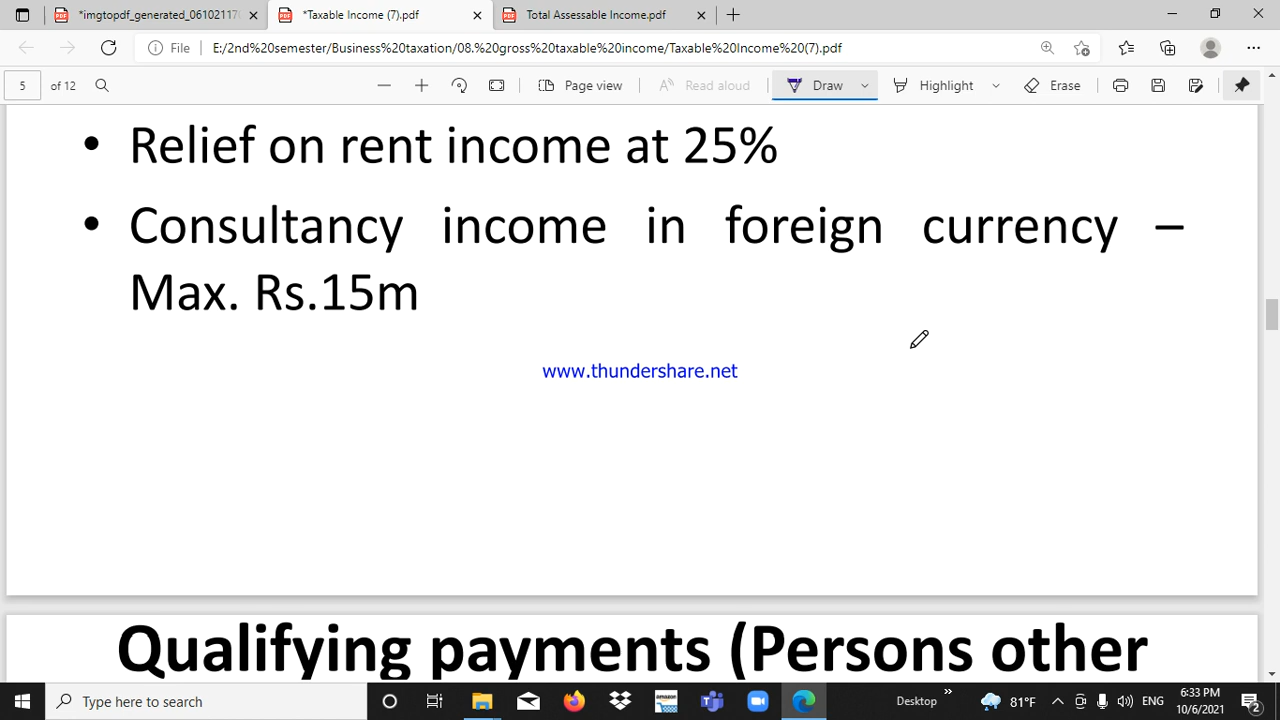 *imgtopdf_generated_06102117
*Taxable Income (7).pdf
Total Assessable Income.pdf
File
E:/2nd%20semester/Business%20taxation/08.%20gross%20taxable%20income/Taxable%20Income%20(7).pdf
5
of 12
Page view
Read aloud
Draw
Highlight
Erase
• Relief on rent income at 25%
• Consultancy income in foreign currency –
Max. Rs.15m
www.thundershare.net
Qualifying payments (Persons other
Type here to search
Desktop
81°F
ENG
6:33 PM
10/6/2021
2